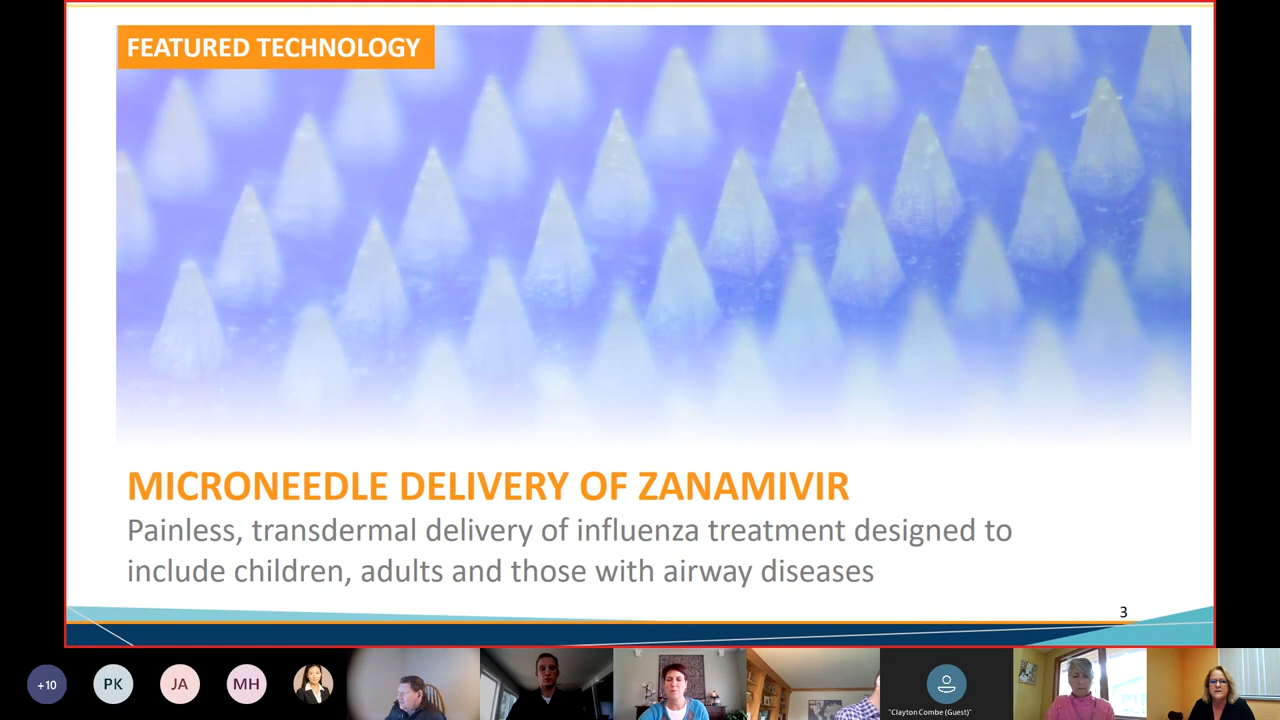 FEATURED TECHNOLOGY
MICRONEEDLE DELIVERY OF ZANAMIVIR
Painless, transdermal delivery of influenza treatment designed to
include children, adults and those with airway diseases
3
+10
PK
JA
MH
"Clayton Combe (Guest)"